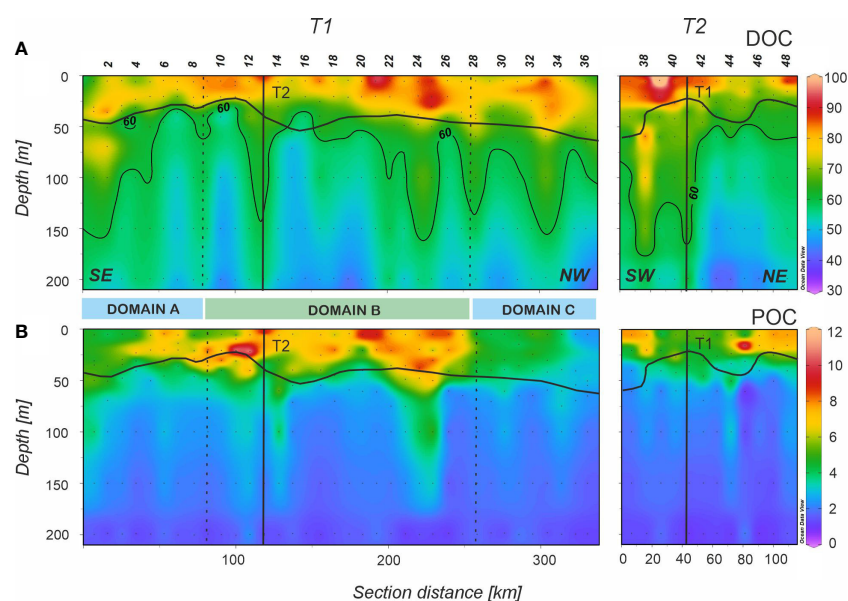 T1 T2
A DOC
2 4 6 8 10 12 14 16 18 20 22 24 26 28 30 32 34 36 38 40 42 44 46 48
0 50 100 150 200
Depth [m]
T2 T1
60 60 60 60
SE NW SW NE
100 90 80 70 60 50 40 30
Ocean Data View
DOMAIN A DOMAIN B DOMAIN C
B POC
0 50 100 150 200
Depth [m]
T2 T1
12 10 8 6 4 2 0
Ocean Data View
100 200 300 0 20 40 60 80 100
Section distance [km]